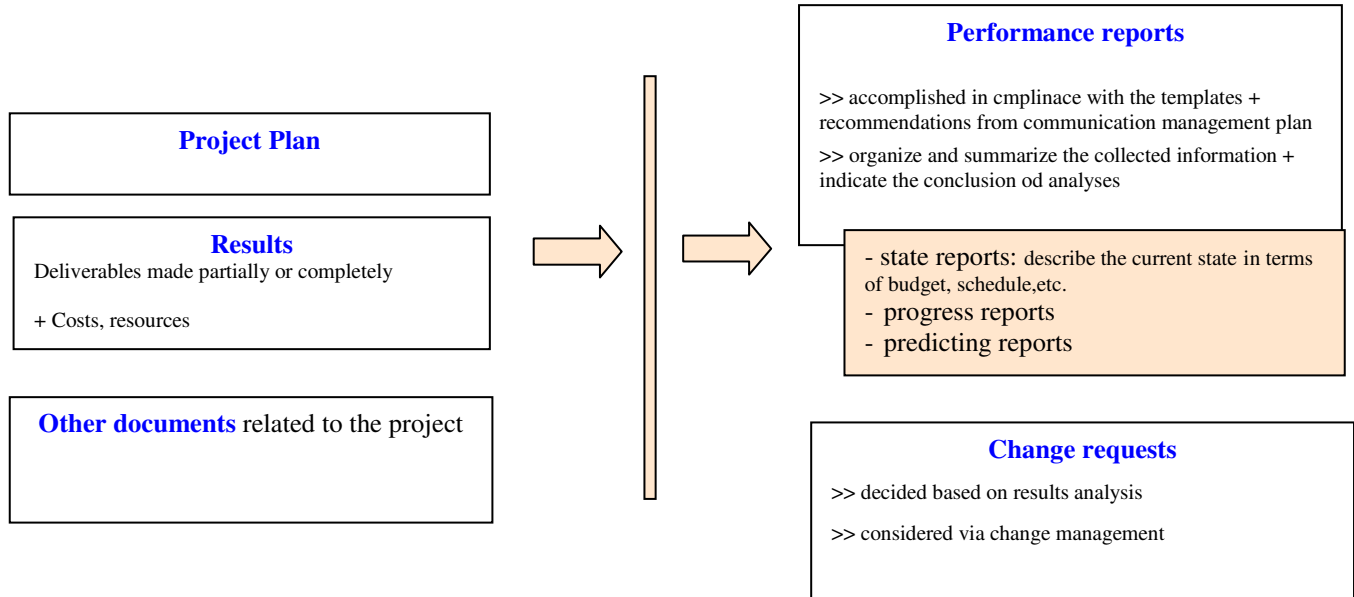 Project Plan
Results
Deliverables made partially or completely
+ Costs, resources
Other documents related to the project
Performance reports
>> accomplished in cmplinace with the templates +
recommendations from communication management plan
>> organize and summarize the collected information +
indicate the conclusion od analyses
- state reports: describe the current state in terms
of budget, schedule,etc.
- progress reports
- predicting reports
Change requests
>> decided based on results analysis
>> considered via change management